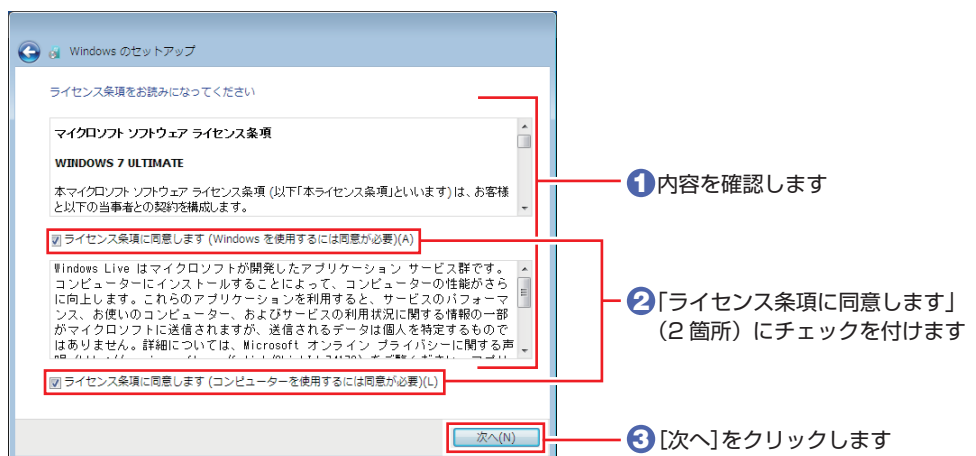 Windows のセットアップ
ライセンス条項をお読みになってください
マイクロソフト ソフトウェア ライセンス条項
WINDOWS 7 ULTIMATE
本マイクロソフト ソフトウェア ライセンス条項 (以下「本ライセンス条項」といいます) は、お客様
と以下の当事者との契約を構成します。
ライセンス条項に同意します (Windows を使用するには同意が必要)(A)
Windows Live はマイクロソフトが開発したアプリケーション サービス群です。
コンピューターにインストールすることによって、コンピューターの性能がさら
に向上します。これらのアプリケーションを利用すると、サービスのパフォーマ
ンス、お使いのコンピューター、およびサービスの利用状況に関する情報の一部
がマイクロソフトに送信されますが、送信されるデータは個人を特定するもので
はありません。詳細については、Microsoft オンライン プライバシーに関する声
ライセンス条項に同意します (コンピューターを使用するには同意が必要)(L)
次へ(N)
❶内容を確認します
❷「ライセンス条項に同意します」
（2 箇所）にチェックを付けます
❸[次へ]をクリックします